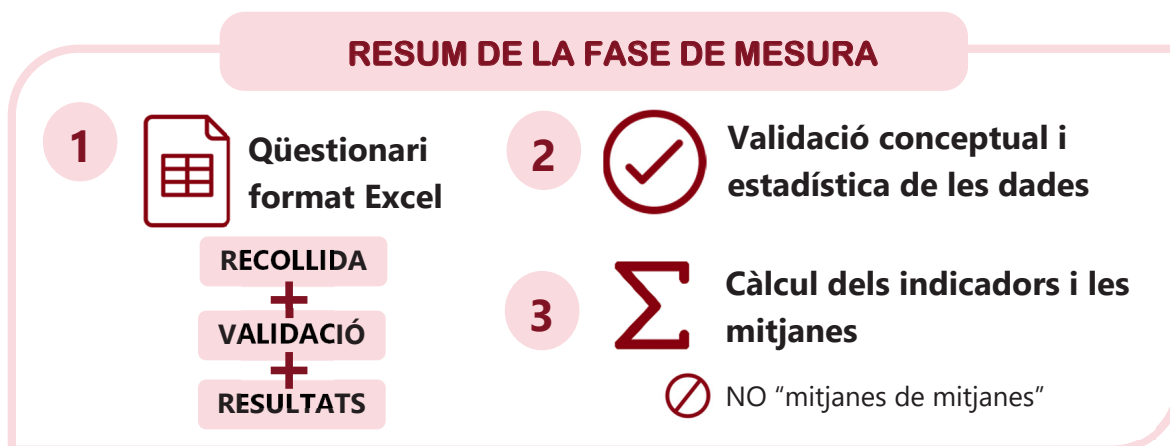 RESUM DE LA FASE DE MESURA
1
Qüestionari
format Excel
RECOLLIDA
+
VALIDACIÓ
+
RESULTATS
2
Validació conceptual i
estadística de les dades
3
Σ
Càlcul dels indicadors i les
mitjanes
NO “mitjanes de mitjanes”